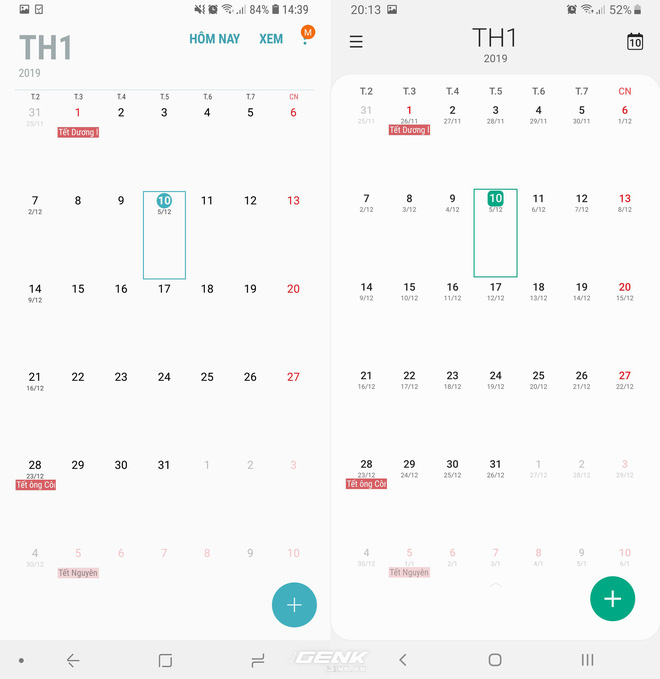 84% 14:39
TH1
2019
HÔM NAY XEM M
T.2 T.3 T.4 T.5 T.6 T.7 CN
31 1 2 3 4 5 6
25/11
Tết Dương l
7 8 9 10 11 12 13
2/12 5/12
14 15 16 17 18 19 20
9/12
21 22 23 24 25 26 27
16/12
28 29 30 31 1 2 3
23/12
Tết ông Côn
4 5 6 7 8 9 10
30/12
Tết Nguyên
20:13 52%
TH1
2019
10
T.2 T.3 T.4 T.5 T.6 T.7 CN
31 1 2 3 4 5 6
25/11 26/11 27/11 28/11 29/11 30/11 1/12
Tết Dương l
7 8 9 10 11 12 13
2/12 3/12 4/12 5/12 6/12 7/12 8/12
14 15 16 17 18 19 20
9/12 10/12 11/12 12/12 13/12 14/12 15/12
21 22 23 24 25 26 27
16/12 17/12 18/12 19/12 20/12 21/12 22/12
28 29 30 31 1 2 3
23/12 24/12 25/12 26/12 27/12 28/12 29/12
Tết ông Côn
4 5 6 7 8 9 10
30/12 1/1 2/1 3/1 4/1 5/1 6/1
Tết Nguyên
GENK